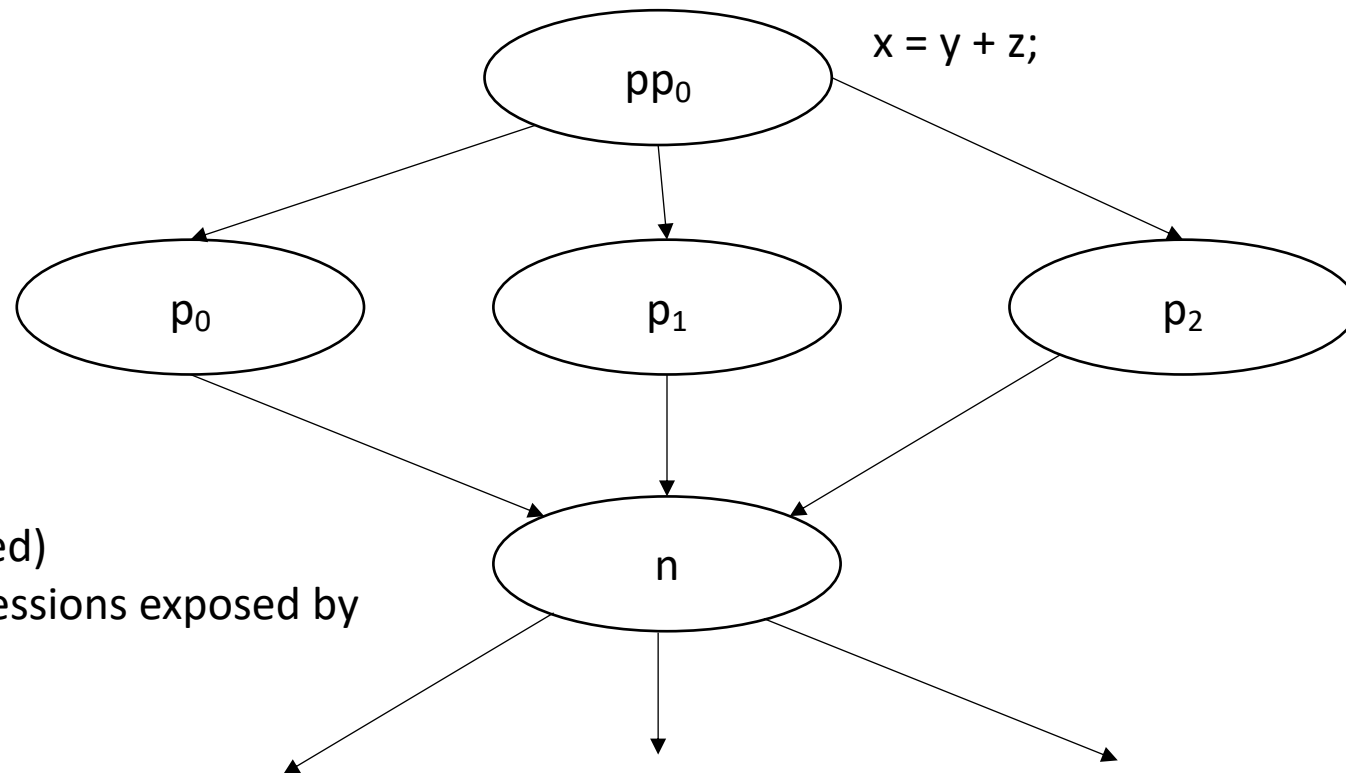 x = y + z;
pp₀
p₀
p₁
p₂
n
ed)
essions exposed by